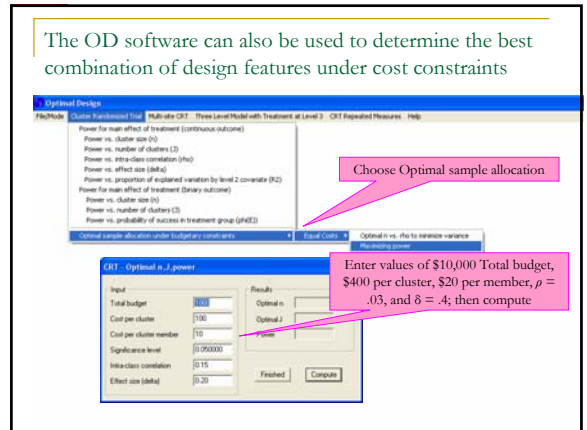 The OD software can also be used to determine the best
combination of design features under cost constraints
Optimal Design
File/Mode Cluster Randomized Trial Multi-site CRT Three Level Model with Treatment at Level 3 CRT Repeated Measures Help
Power for main effect of treatment (continuous outcome)
Power vs. cluster size (n)
Power vs. number of clusters (J)
Power vs. intra-class correlation (rho)
Power vs. effect size (delta)
Power vs. proportion of explained variation by level 2 covariate (R2)
Power for main effect of treatment (binary outcome)
Power vs. cluster size (n)
Power vs. number of clusters (J)
Power vs. probability of success in treatment group (phi(E))
Optimal sample allocation under budgetary constraints
Equal Costs
Optimal n vs. rho to minimize variance
Maximizing power
Choose Optimal sample allocation
CRT - Optimal n,J,power
Input
Total budget 1000
Cost per cluster 100
Cost per cluster member 10
Significance level 0.050000
Intra-class correlation 0.15
Effect size (delta) 0.20
Results
Optimal n
Optimal J
Power
Finished Compute
Enter values of $10,000 Total budget,
$400 per cluster, $20 per member, ρ =
.03, and δ = .4; then compute